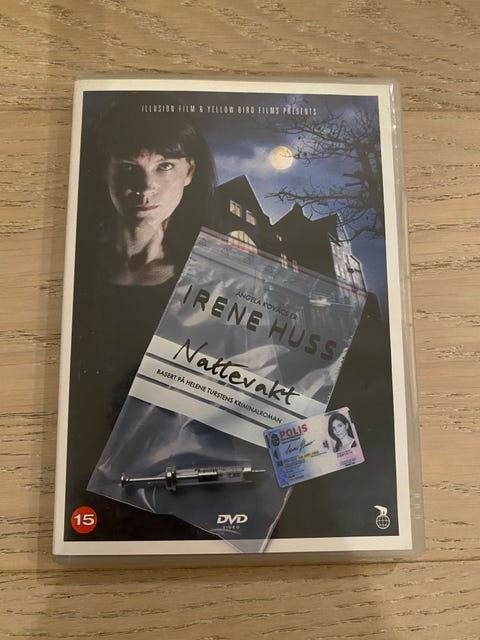 ILLUSION FILM & YELLOW BIRD FILMS PRESENTS
ANGELA KOVÁCS ER
IRENE HUSS
Nattevakt
BASERT PÅ HELENE TURSTENS KRIMINALROMAN
POLIS
15
DVD
VIDEO